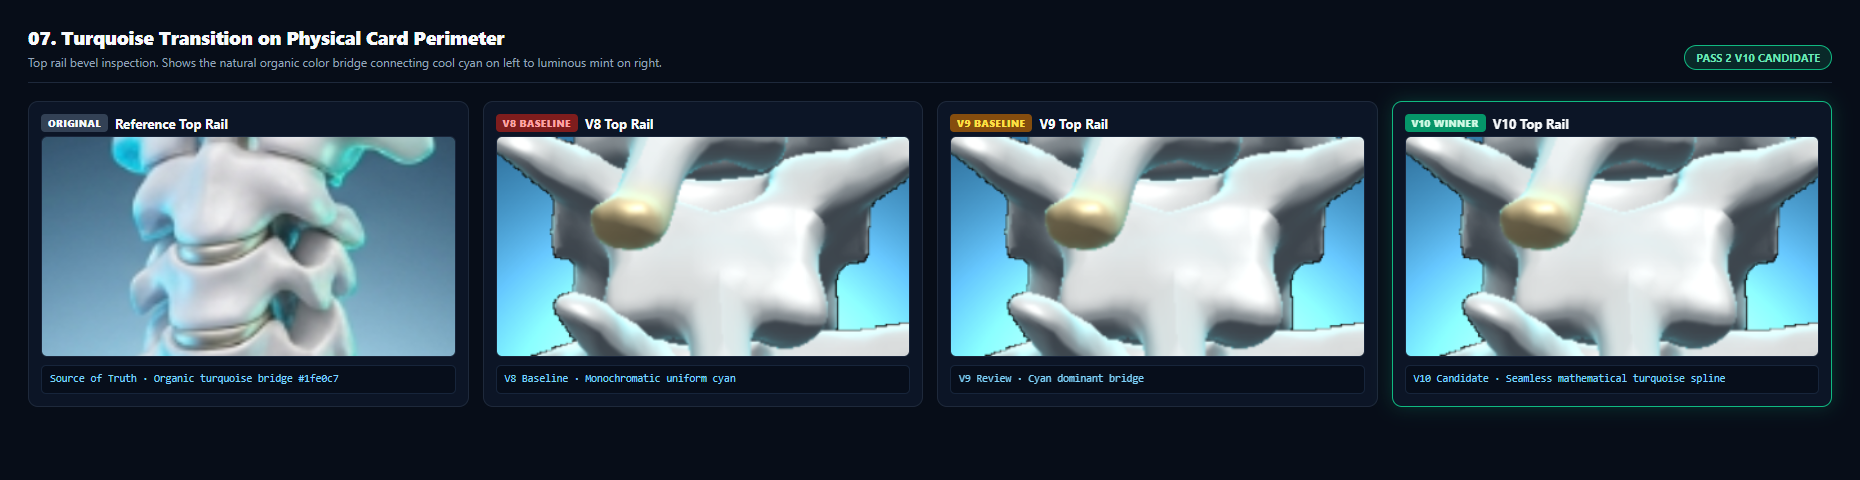 07. Turquoise Transition on Physical Card Perimeter
Top rail bevel inspection. Shows the natural organic color bridge connecting cool cyan on left to luminous mint on right.
PASS 2 V10 CANDIDATE
ORIGINAL Reference Top Rail
Source of Truth · Organic turquoise bridge #1fe0c7
V8 BASELINE V8 Top Rail
V8 Baseline · Monochromatic uniform cyan
V9 BASELINE V9 Top Rail
V9 Review · Cyan dominant bridge
V10 WINNER V10 Top Rail
V10 Candidate · Seamless mathematical turquoise spline